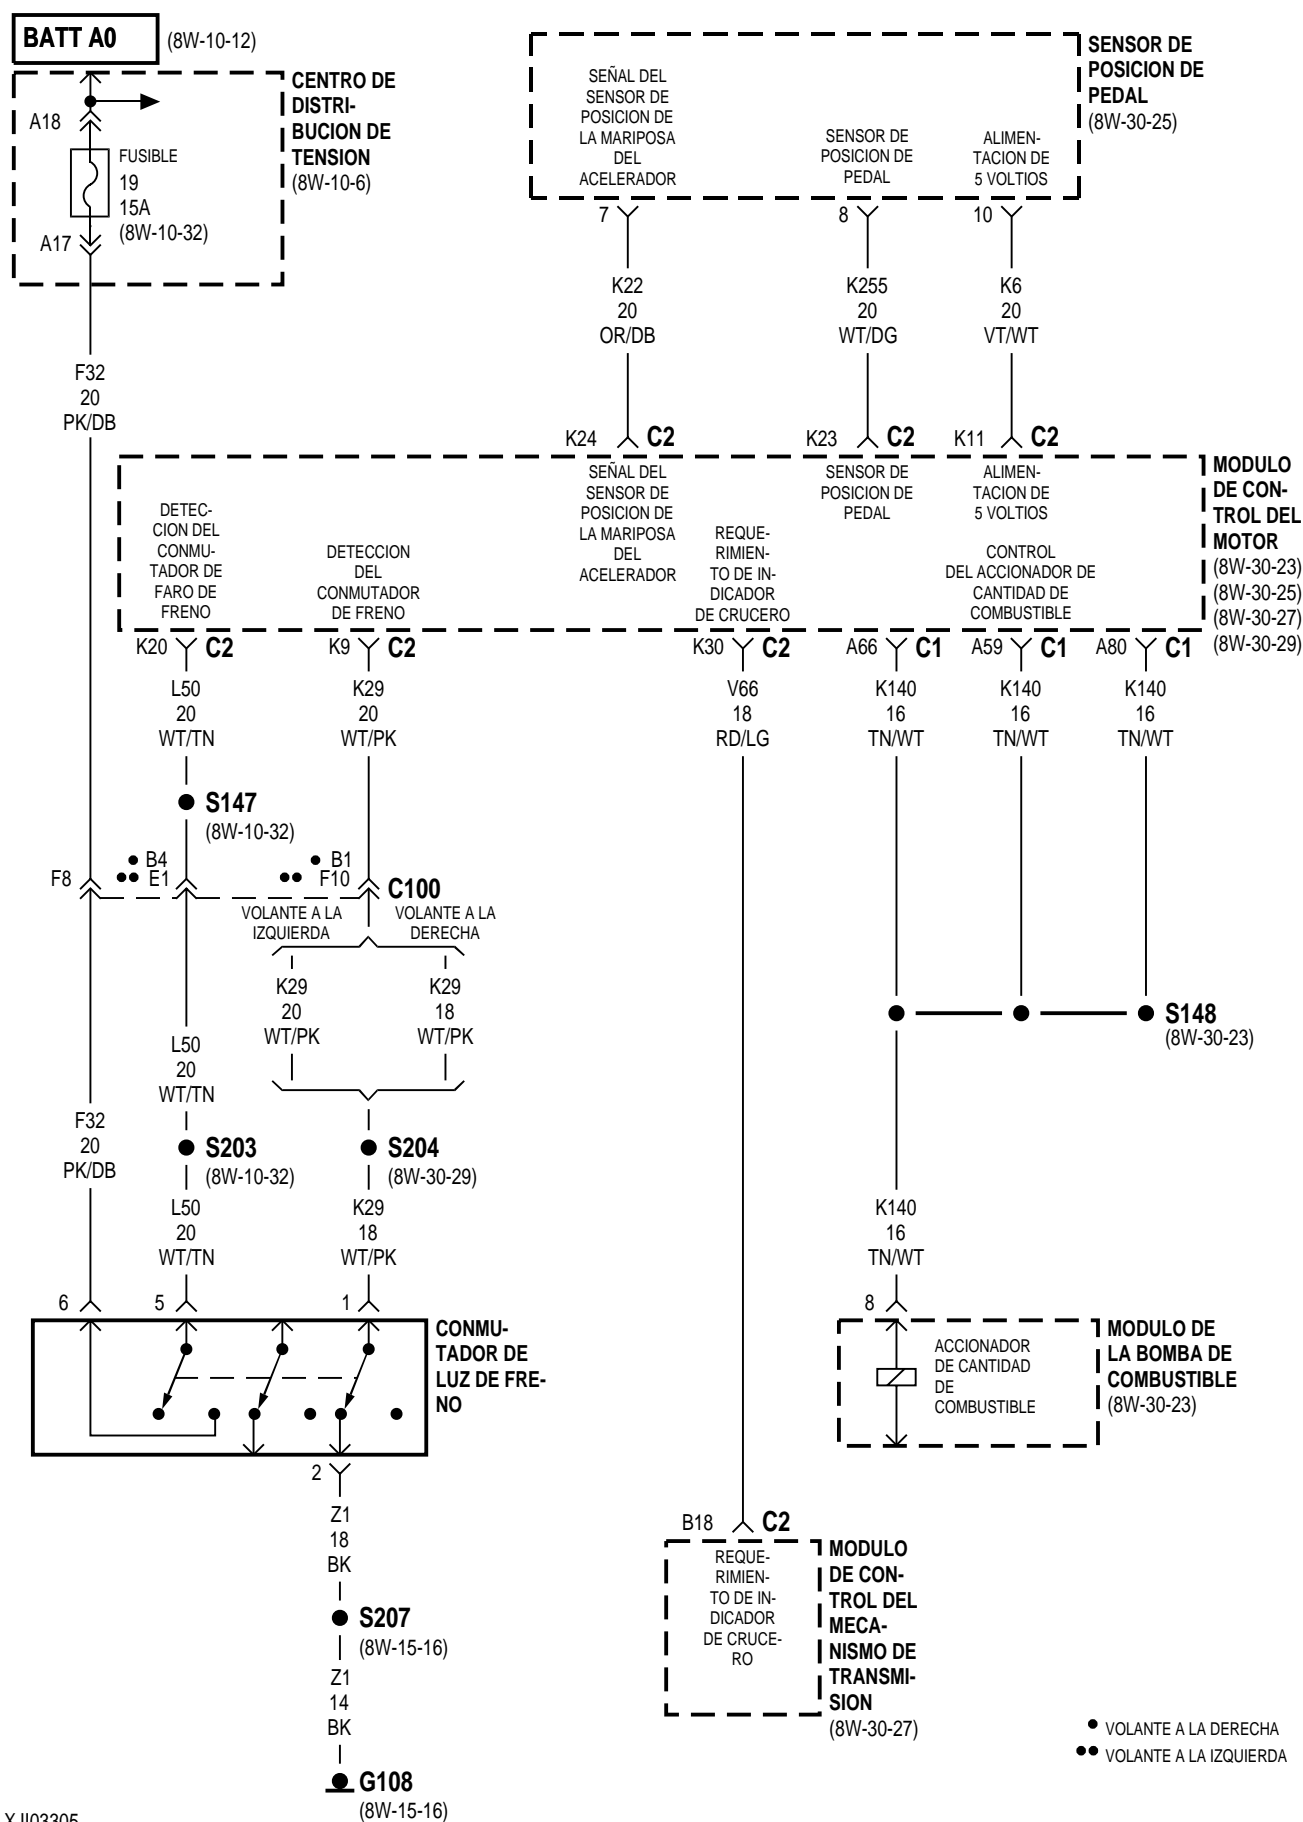 BATT A0
(8W-10-12)
CENTRO DE
DISTRI-
BUCION DE
TENSION
(8W-10-6)
A18
FUSIBLE
19
15A
(8W-10-32)
A17
SENSOR DE
POSICION DE
PEDAL
(8W-30-25)
SEÑAL DEL
SENSOR DE
POSICION DE
LA MARIPOSA
DEL
ACELERADOR
SENSOR DE
POSICION DE
PEDAL
ALIMEN-
TACION DE
5 VOLTIOS
7
8
10
K22
20
OR/DB
K255
20
WT/DG
K6
20
VT/WT
F32
20
PK/DB
K24
C2
K23
C2
K11
C2
MODULO
DE CON-
TROL DEL
MOTOR
(8W-30-23)
(8W-30-25)
(8W-30-27)
(8W-30-29)
SEÑAL DEL
SENSOR DE
POSICION DE
LA MARIPOSA
DEL
ACELERADOR
SENSOR DE
POSICION DE
PEDAL
ALIMEN-
TACION DE
5 VOLTIOS
DETEC-
CION DEL
CONMU-
TADOR DE
FARO DE
FRENO
DETECCION
DEL
CONMUTADOR
DE FRENO
REQUE-
RIMIEN-
TO DE IN-
DICADOR
DE CRUCERO
CONTROL
DEL ACCIONADOR DE
CANTIDAD DE
COMBUSTIBLE
K20
C2
K9
C2
K30
C2
A66
C1
A59
C1
A80
C1
L50
20
WT/TN
K29
20
WT/PK
V66
18
RD/LG
K140
16
TN/WT
K140
16
TN/WT
K140
16
TN/WT
S147
(8W-10-32)
F8
B4
E1
B1
F10
C100
VOLANTE A LA
IZQUIERDA
VOLANTE A LA
DERECHA
K29
20
WT/PK
K29
18
WT/PK
S148
(8W-30-23)
L50
20
WT/TN
F32
20
PK/DB
S203
(8W-10-32)
S204
(8W-30-29)
L50
20
WT/TN
K29
18
WT/PK
K140
16
TN/WT
6
5
1
8
CONMU-
TADOR DE
LUZ DE FRE-
NO
ACCIONADOR
DE CANTIDAD
DE
COMBUSTIBLE
MODULO DE
LA BOMBA DE
COMBUSTIBLE
(8W-30-23)
2
Z1
18
BK
S207
(8W-15-16)
Z1
14
BK
G108
(8W-15-16)
B18
C2
REQUE-
RIMIEN-
TO DE IN-
DICADOR
DE CRUCE-
RO
MODULO
DE CON-
TROL DEL
MECA-
NISMO DE
TRANSMI-
SION
(8W-30-27)
VOLANTE A LA DERECHA
VOLANTE A LA IZQUIERDA